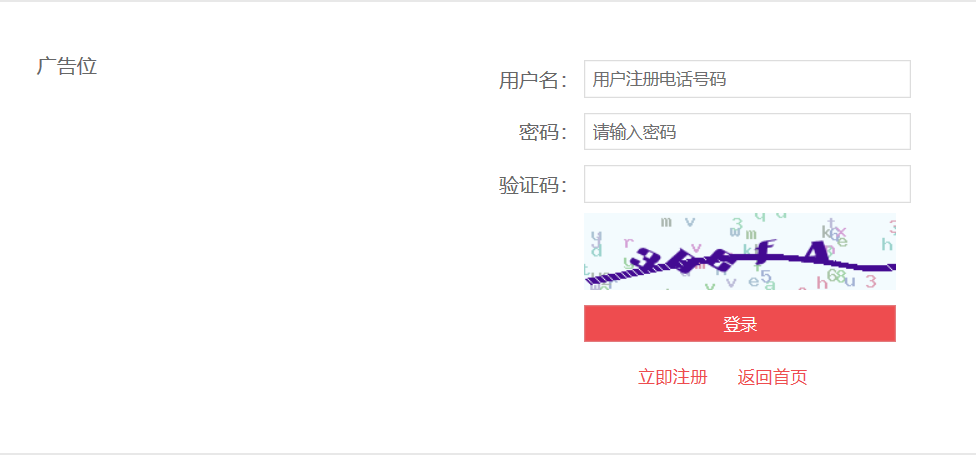 广告位
用户名：
用户注册电话号码
密码：
请输入密码
验证码：
登录
立即注册 返回首页